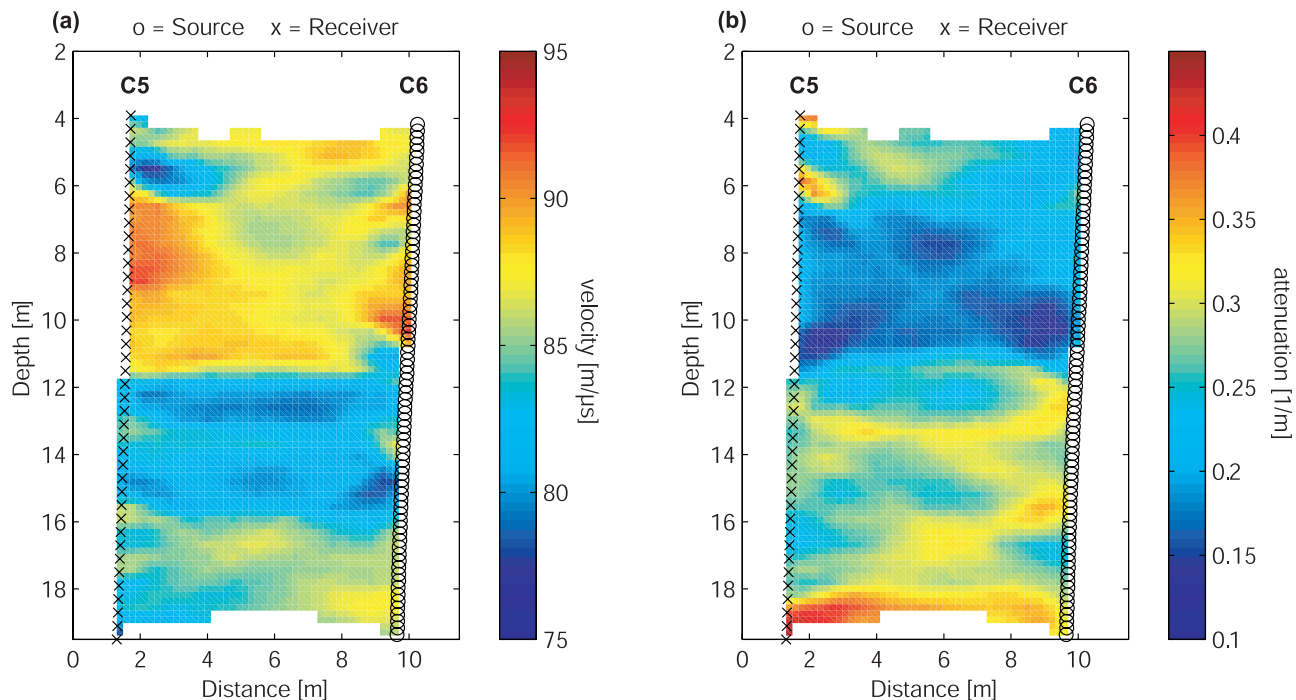 (a) o = Source x = Receiver
C5 C6
2
4
6
8
10
12
14
16
18
Depth [m]
0 2 4 6 8 10
Distance [m]
95
90
85
80
75
velocity [m/µs]
(b) o = Source x = Receiver
C5 C6
2
4
6
8
10
12
14
16
18
Depth [m]
0 2 4 6 8 10
Distance [m]
0.4
0.35
0.3
0.25
0.2
0.15
0.1
attenuation [1/m]